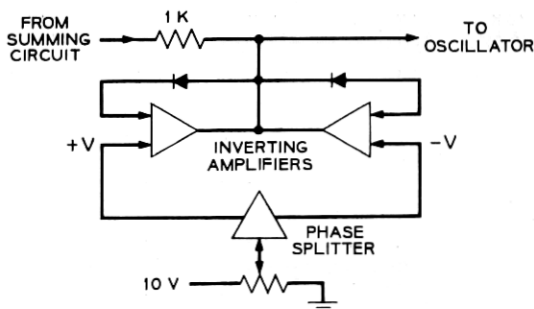 1 K
FROM
SUMMING
CIRCUIT
TO
OSCILLATOR
+V
INVERTING
AMPLIFIERS
-V
PHASE
SPLITTER
10 V